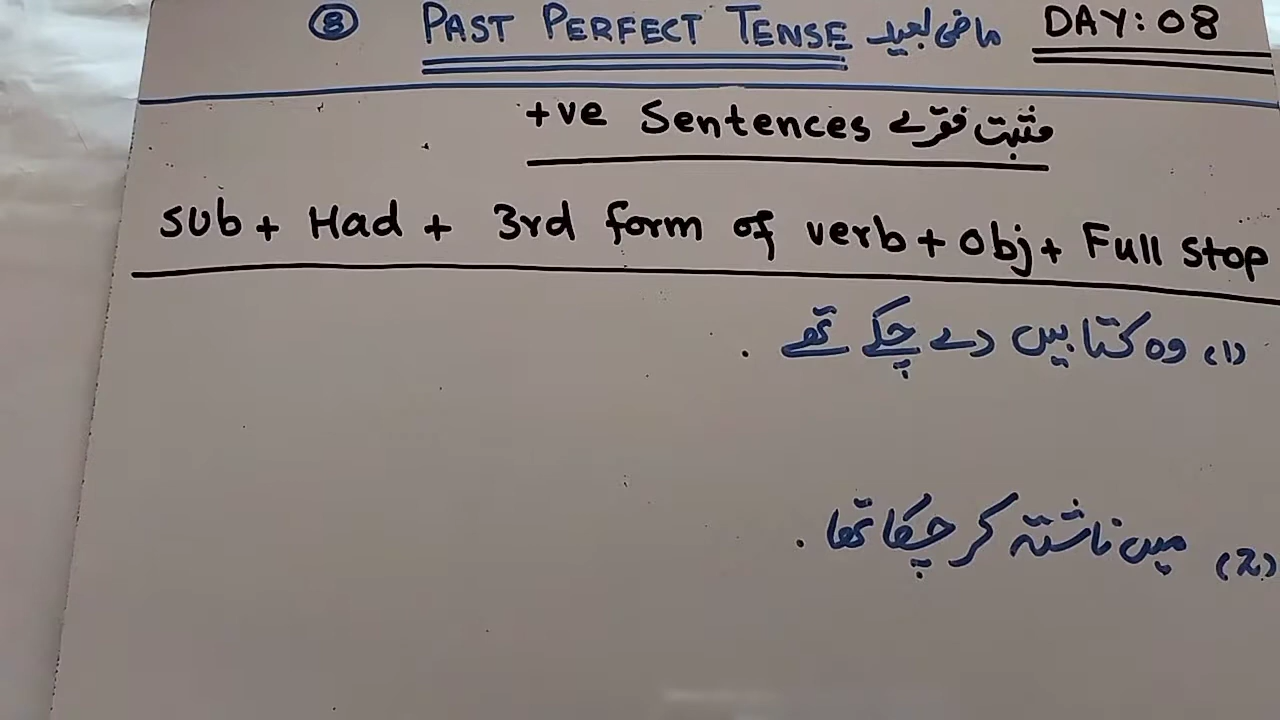 ⑧ PAST PERFECT TENSE ماضی بعید DAY: 08
+ve Sentences مثبت فقرے
Sub + Had + 3rd form of verb + Obj + Full Stop
(1) وہ کتابیں دے چکے تھے .
(2) میں ناشتہ کر چکا تھا .